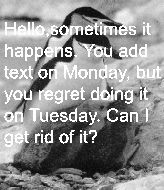 Hello,sometimes it
happens. You add
text on Monday, but
you regret doing it
on Tuesday. Can I
get rid of it?